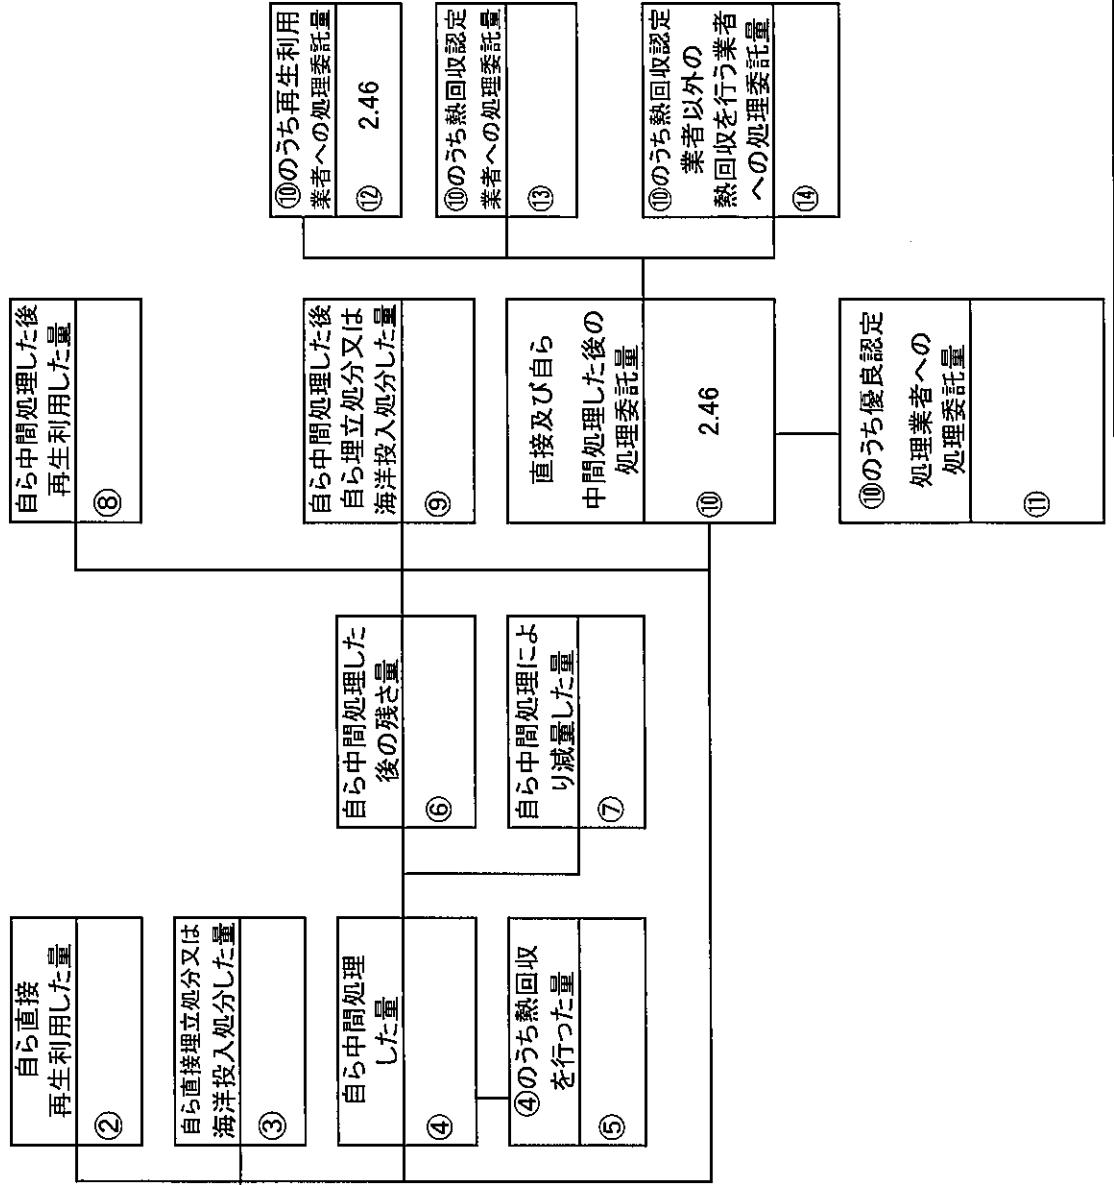 自ら直接
再生利用した量
②
自ら直接埋立処分又は
海洋投入処分した量
③
自ら中間処理
した量
④
④のうち熱回収
を行った量
⑤
自ら中間処理した
後の残さ量
⑥
自ら中間処理によ
り減量した量
⑦
自ら中間処理した後
再生利用した量
⑧
自ら中間処理した後
自ら埋立処分又は
海洋投入処分した量
⑨
直接及び自ら
中間処理した後の
処理委託量
⑩ 2.46
⑩のうち優良認定
処理業者への
処理委託量
⑪
⑩のうち再生利用
業者への処理委託量
⑫ 2.46
⑩のうち熱回収認定
業者への処理委託量
⑬
⑩のうち熱回収認定
業者以外の
熱回収を行う業者
への処理委託量
⑭